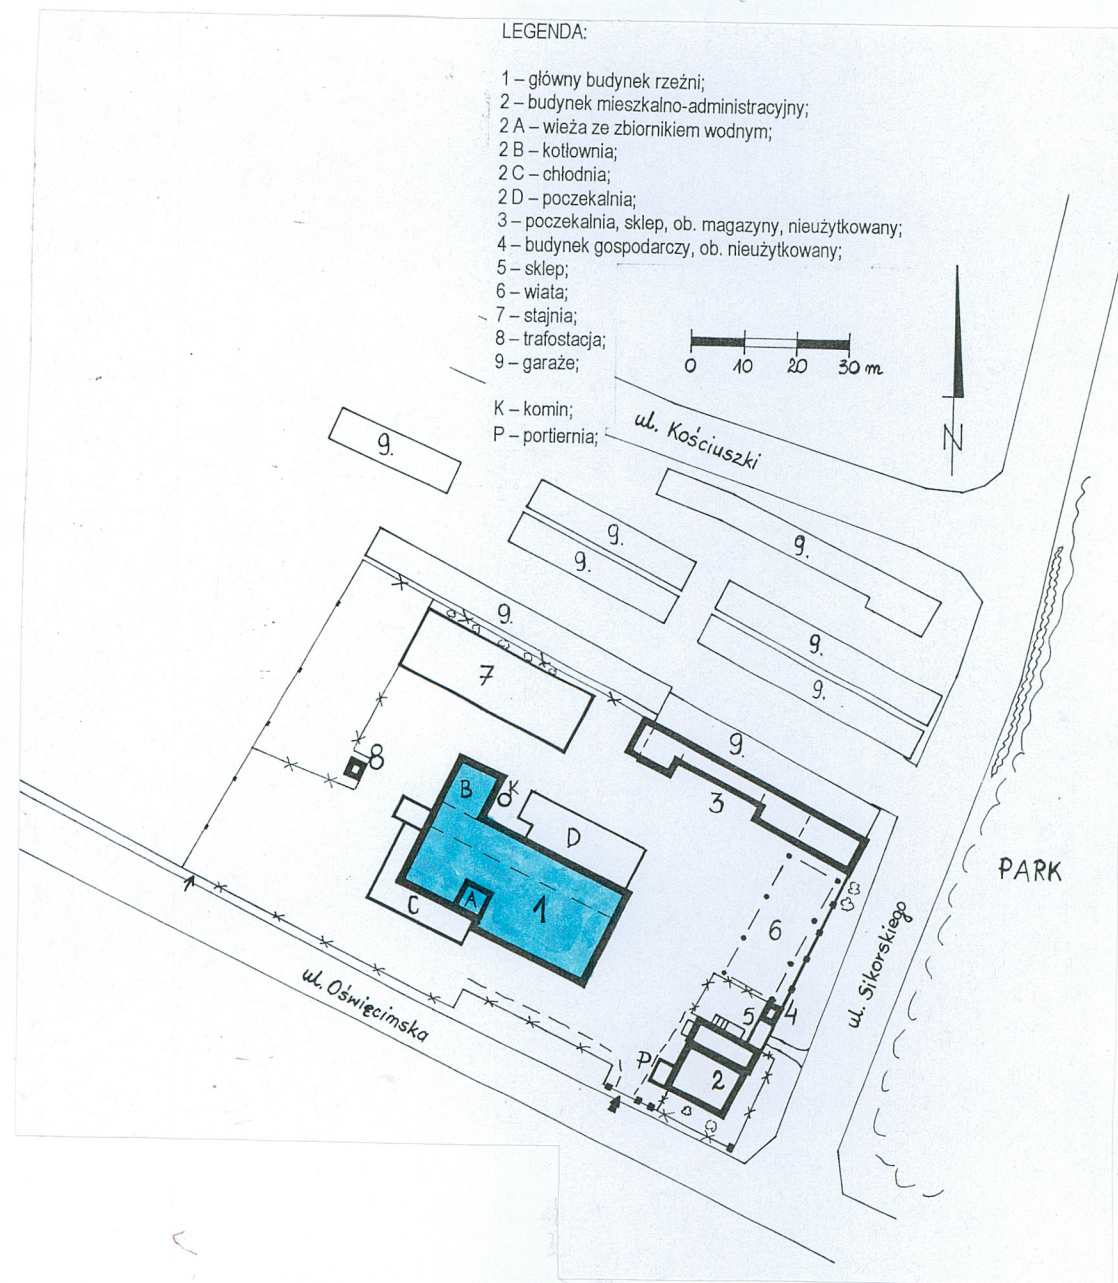 LEGENDA:
1 – główny budynek rzeźni;
2 – budynek mieszkalno-administracyjny;
2 A – wieża ze zbiornikiem wodnym;
2 B – kotłownia;
2 C – chłodnia;
2 D – poczekalnia;
3 – poczekalnia, sklep, ob. magazyny, nieużytkowany;
4 – budynek gospodarczy, ob. nieużytkowany;
5 – sklep;
6 – wiata;
7 – stajnia;
8 – trafostacja;
9 – garaże;
K – komin;
P – portiernia;
0 10 20 30 m
N
ul. Kościuszki
9.
9.
9.
9.
9.
9.
9.
9.
7
8
B
K
D
3
C
A
1
6
PARK
ul. Sikorskiego
ul. Oświęcimska
5
4
P
2